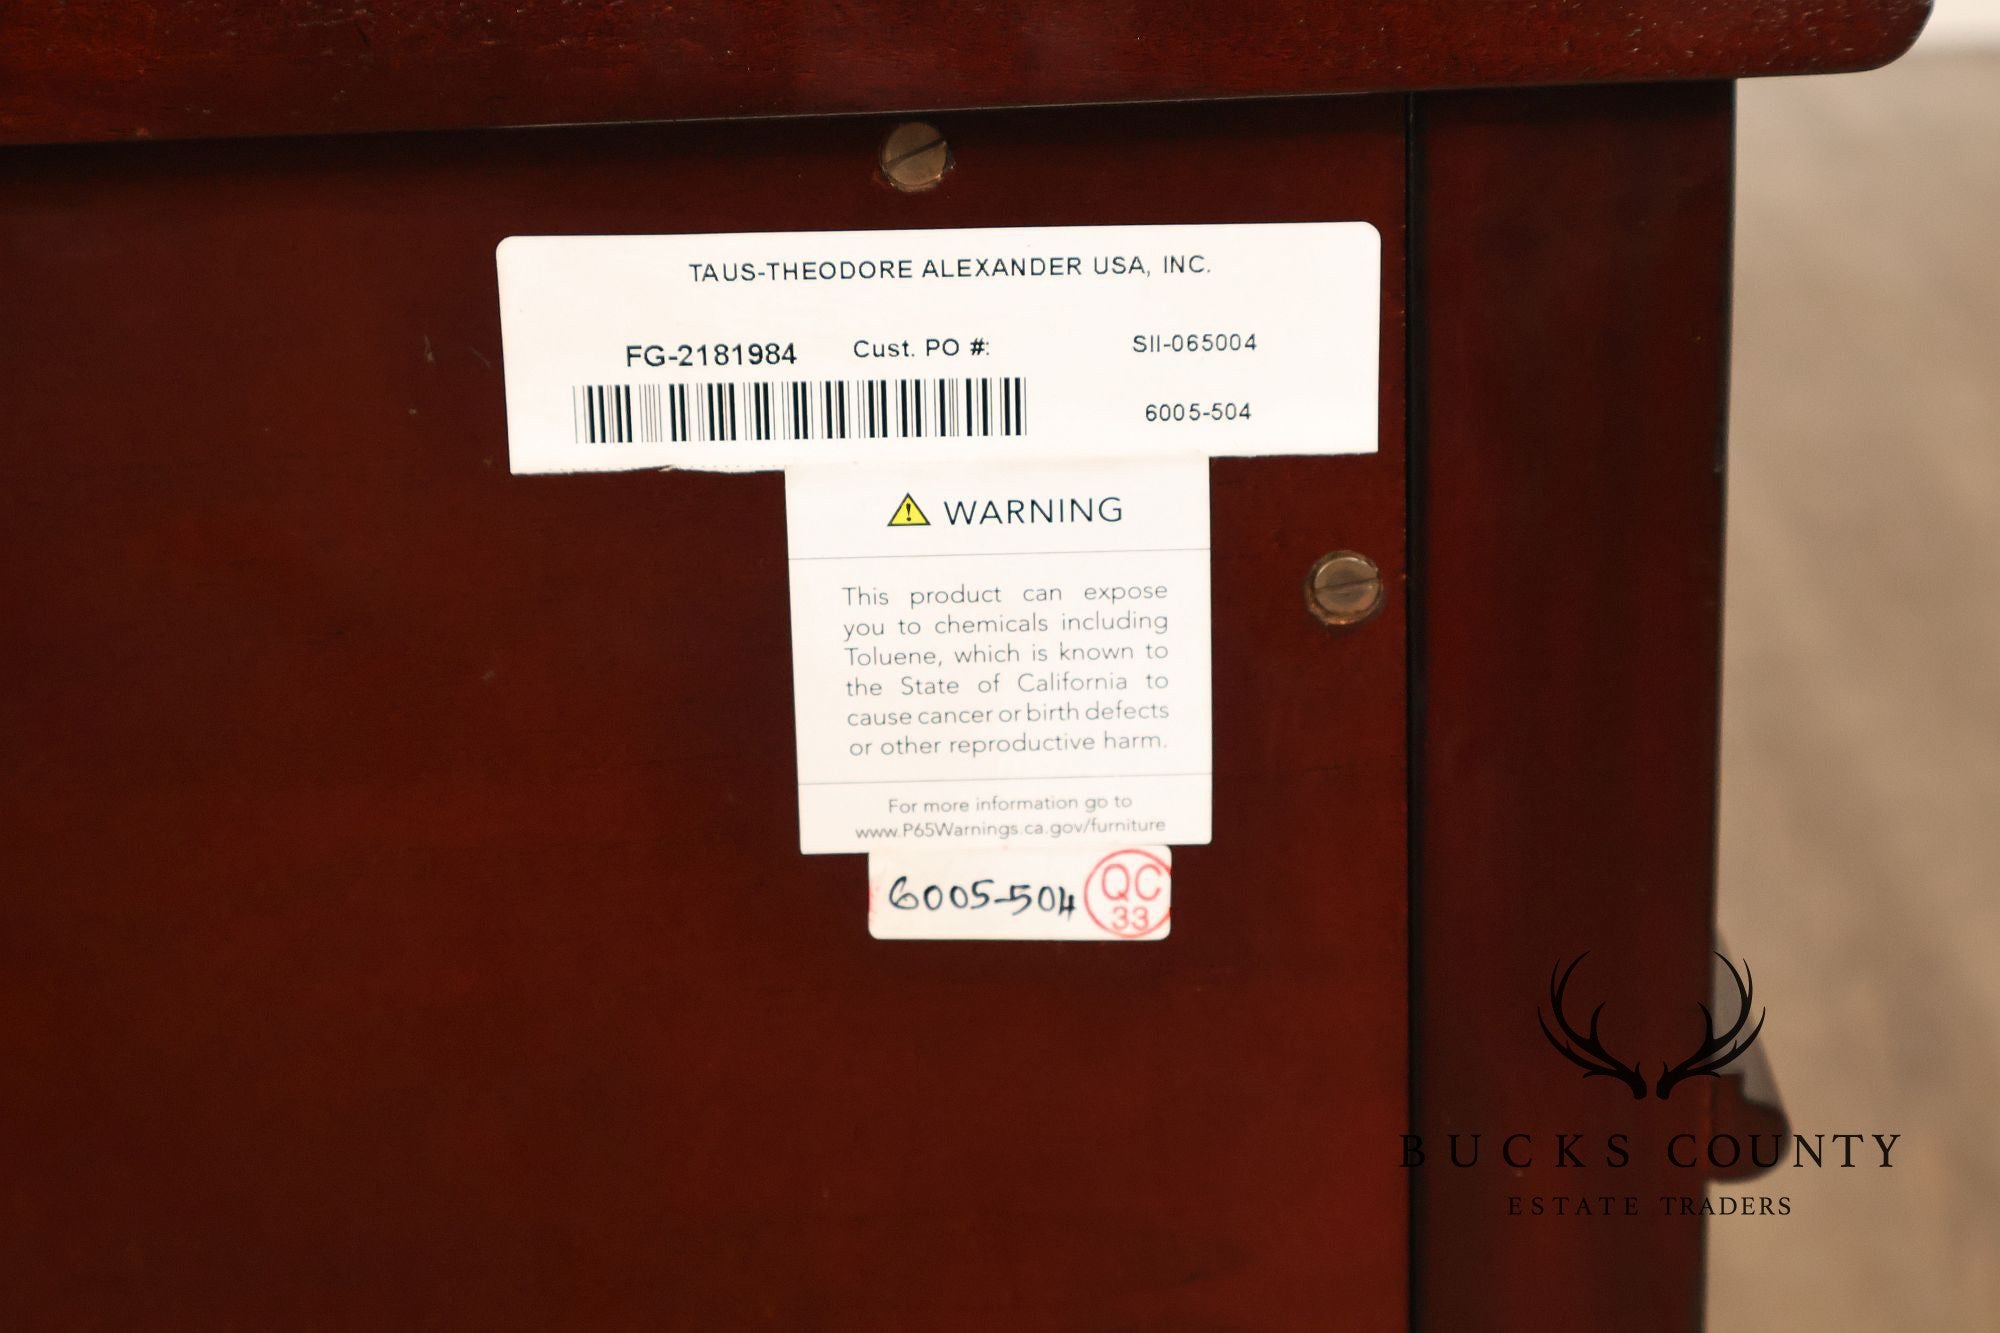 TAUS-THEODORE ALEXANDER USA, INC.
FG-2181984 Cust. PO #: SII-065004
6005-504
WARNING
This product can expose
you to chemicals including
Toluene, which is known to
the State of California to
cause cancer or birth defects
or other reproductive harm.
For more information go to
www.P65Warnings.ca.gov/furniture
6005-504 QC
33
BUCKS COUNTY
ESTATE TRADERS